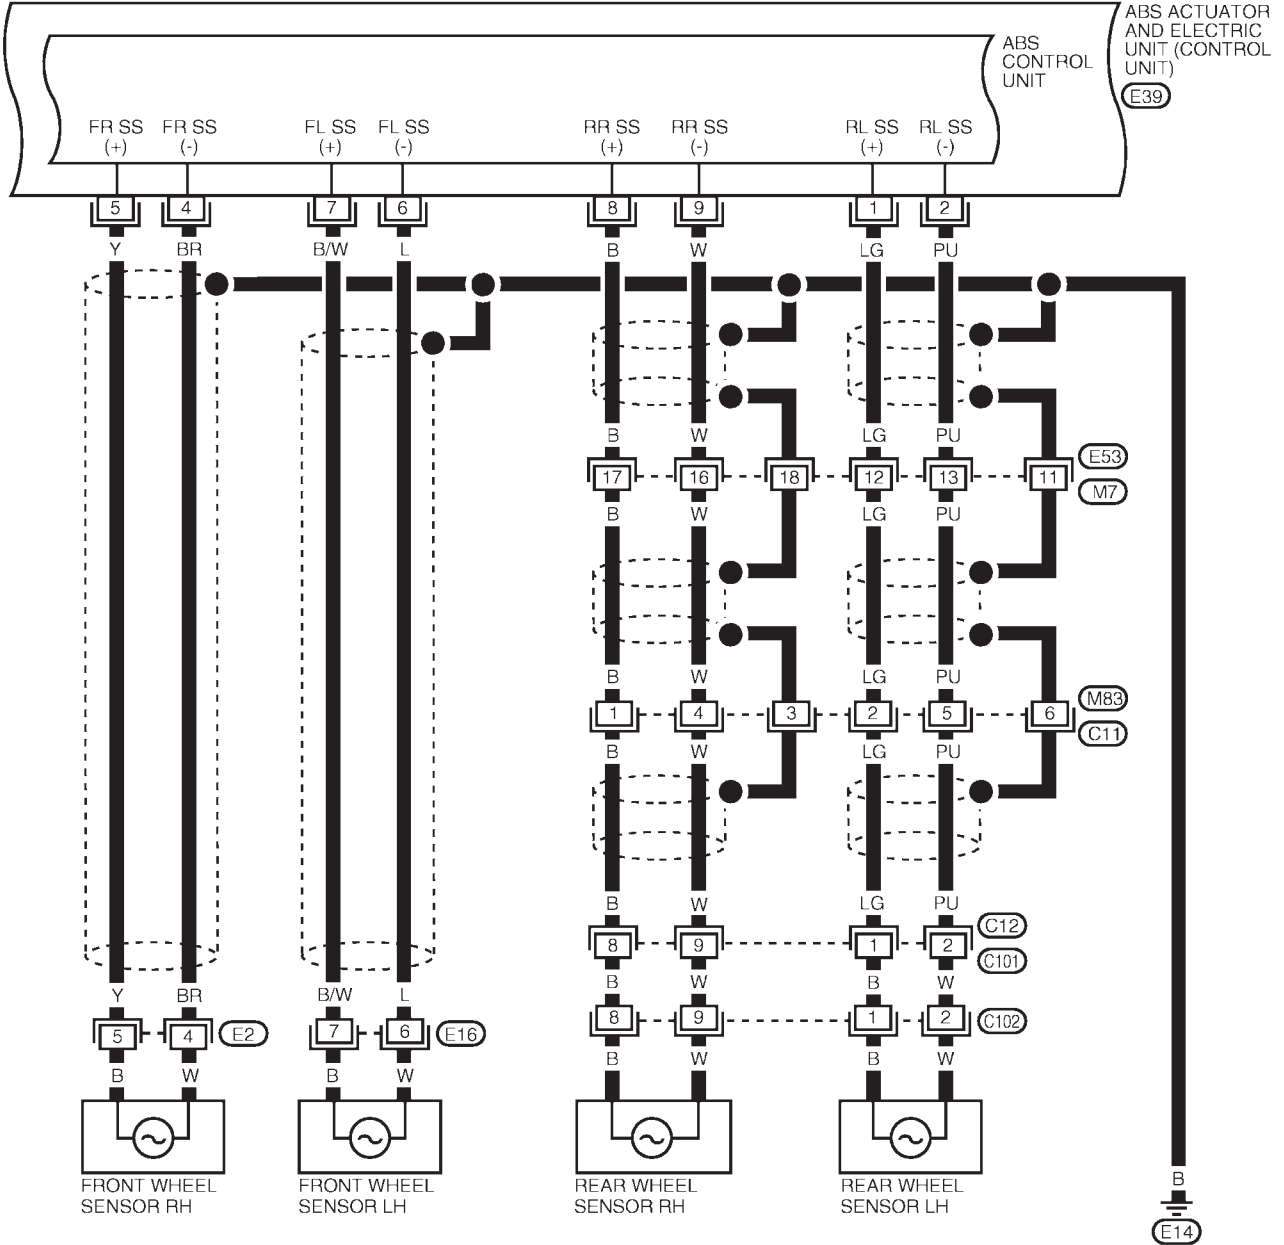 ABS ACTUATOR
AND ELECTRIC
UNIT (CONTROL
UNIT)
E39
ABS
CONTROL
UNIT
FR SS FR SS FL SS FL SS RR SS RR SS RL SS RL SS
(+) (-) (+) (-) (+) (-) (+) (-)
5 4 7 6 8 9 1 2
Y BR B/W L B W LG PU
B W LG PU
E53
17 16 18 12 13 11
M7
B W LG PU
B W LG PU
M83
1 4 3 2 5 6
C11
B W LG PU
B W LG PU
C12
8 9 1 2
C101
Y BR B/W L B W B W
5 4 E2 7 6 E16 8 9 1 2 C102
B W B W B W B W
FRONT WHEEL
SENSOR RH
FRONT WHEEL
SENSOR LH
REAR WHEEL
SENSOR RH
REAR WHEEL
SENSOR LH
B
E14